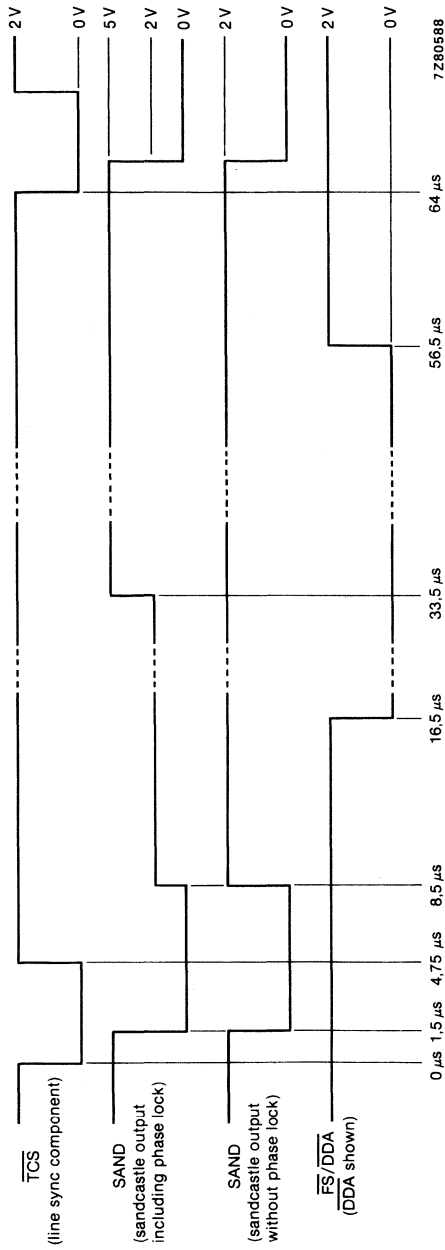 TCS
(line sync component)
2 V
0 V
SAND
(sandcastle output
including phase lock)
5 V
2 V
0 V
SAND
(sandcastle output
without phase lock)
2 V
0 V
FS/DDA
(DDA shown)
2 V
0 V
0 µs
1,5 µs
4,75 µs
8,5 µs
16,5 µs
33,5 µs
56,5 µs
64 µs
7Z80588